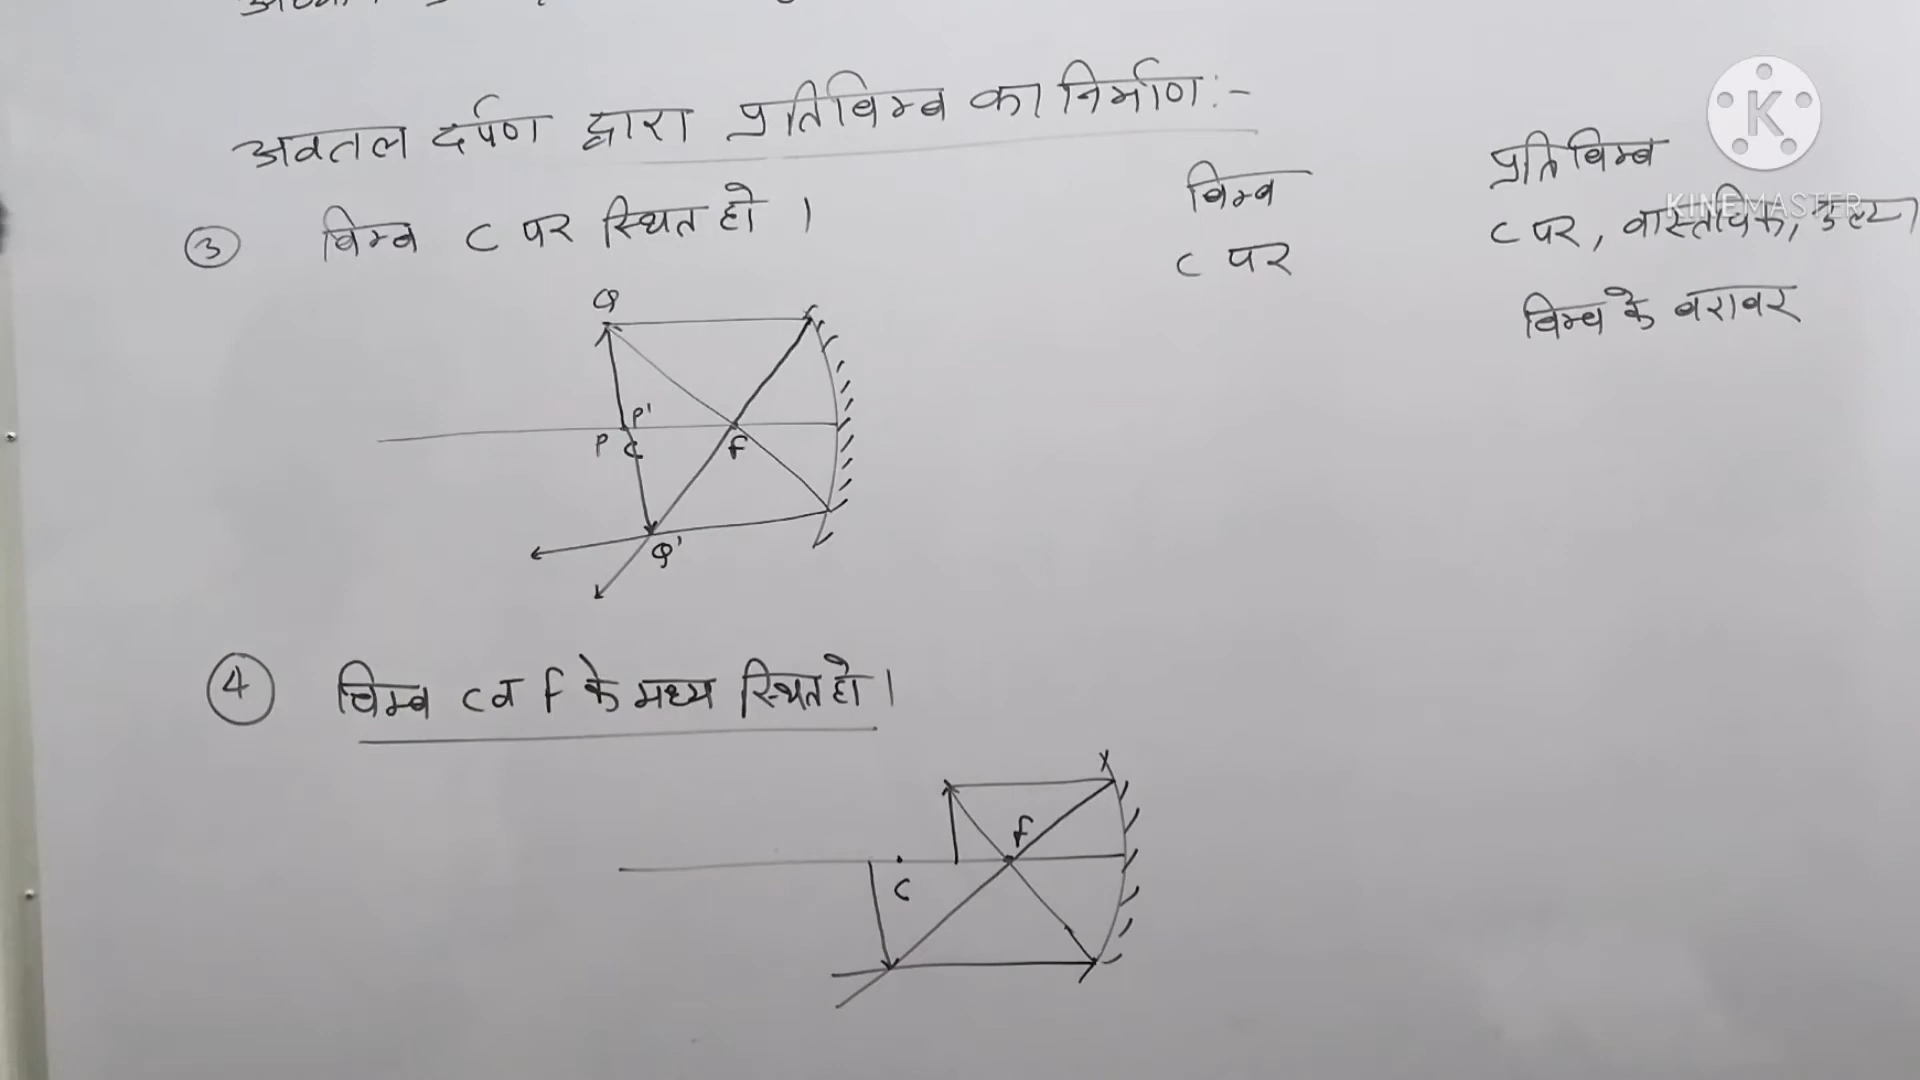 अवतल दर्पण द्वारा प्रतिबिम्ब का निर्माण :-
③ बिम्ब C पर स्थित हो ।
बिम्ब प्रतिबिम्ब
C पर C पर, वास्तविक, उल्टा
बिम्ब के बराबर
Q
P'
P C F
Q'
④ बिम्ब C व F के मध्य स्थित हो ।
F
C
K
KINEMASTER